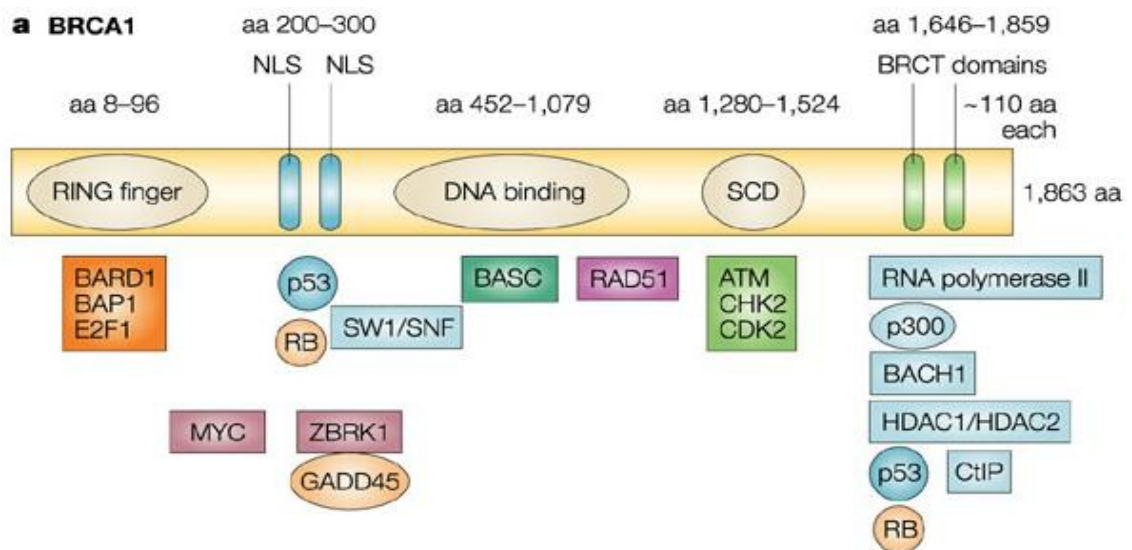 a BRCA1
aa 200–300
aa 1,646–1,859
NLS NLS
BRCT domains
aa 8–96
aa 452–1,079
aa 1,280–1,524
~110 aa
each
RING finger
DNA binding
SCD
1,863 aa
BARD1
BAP1
E2F1
p53
RB
SW1/SNF
BASC
RAD51
ATM
CHK2
CDK2
RNA polymerase II
p300
BACH1
HDAC1/HDAC2
p53
CtIP
RB
MYC
ZBRK1
GADD45